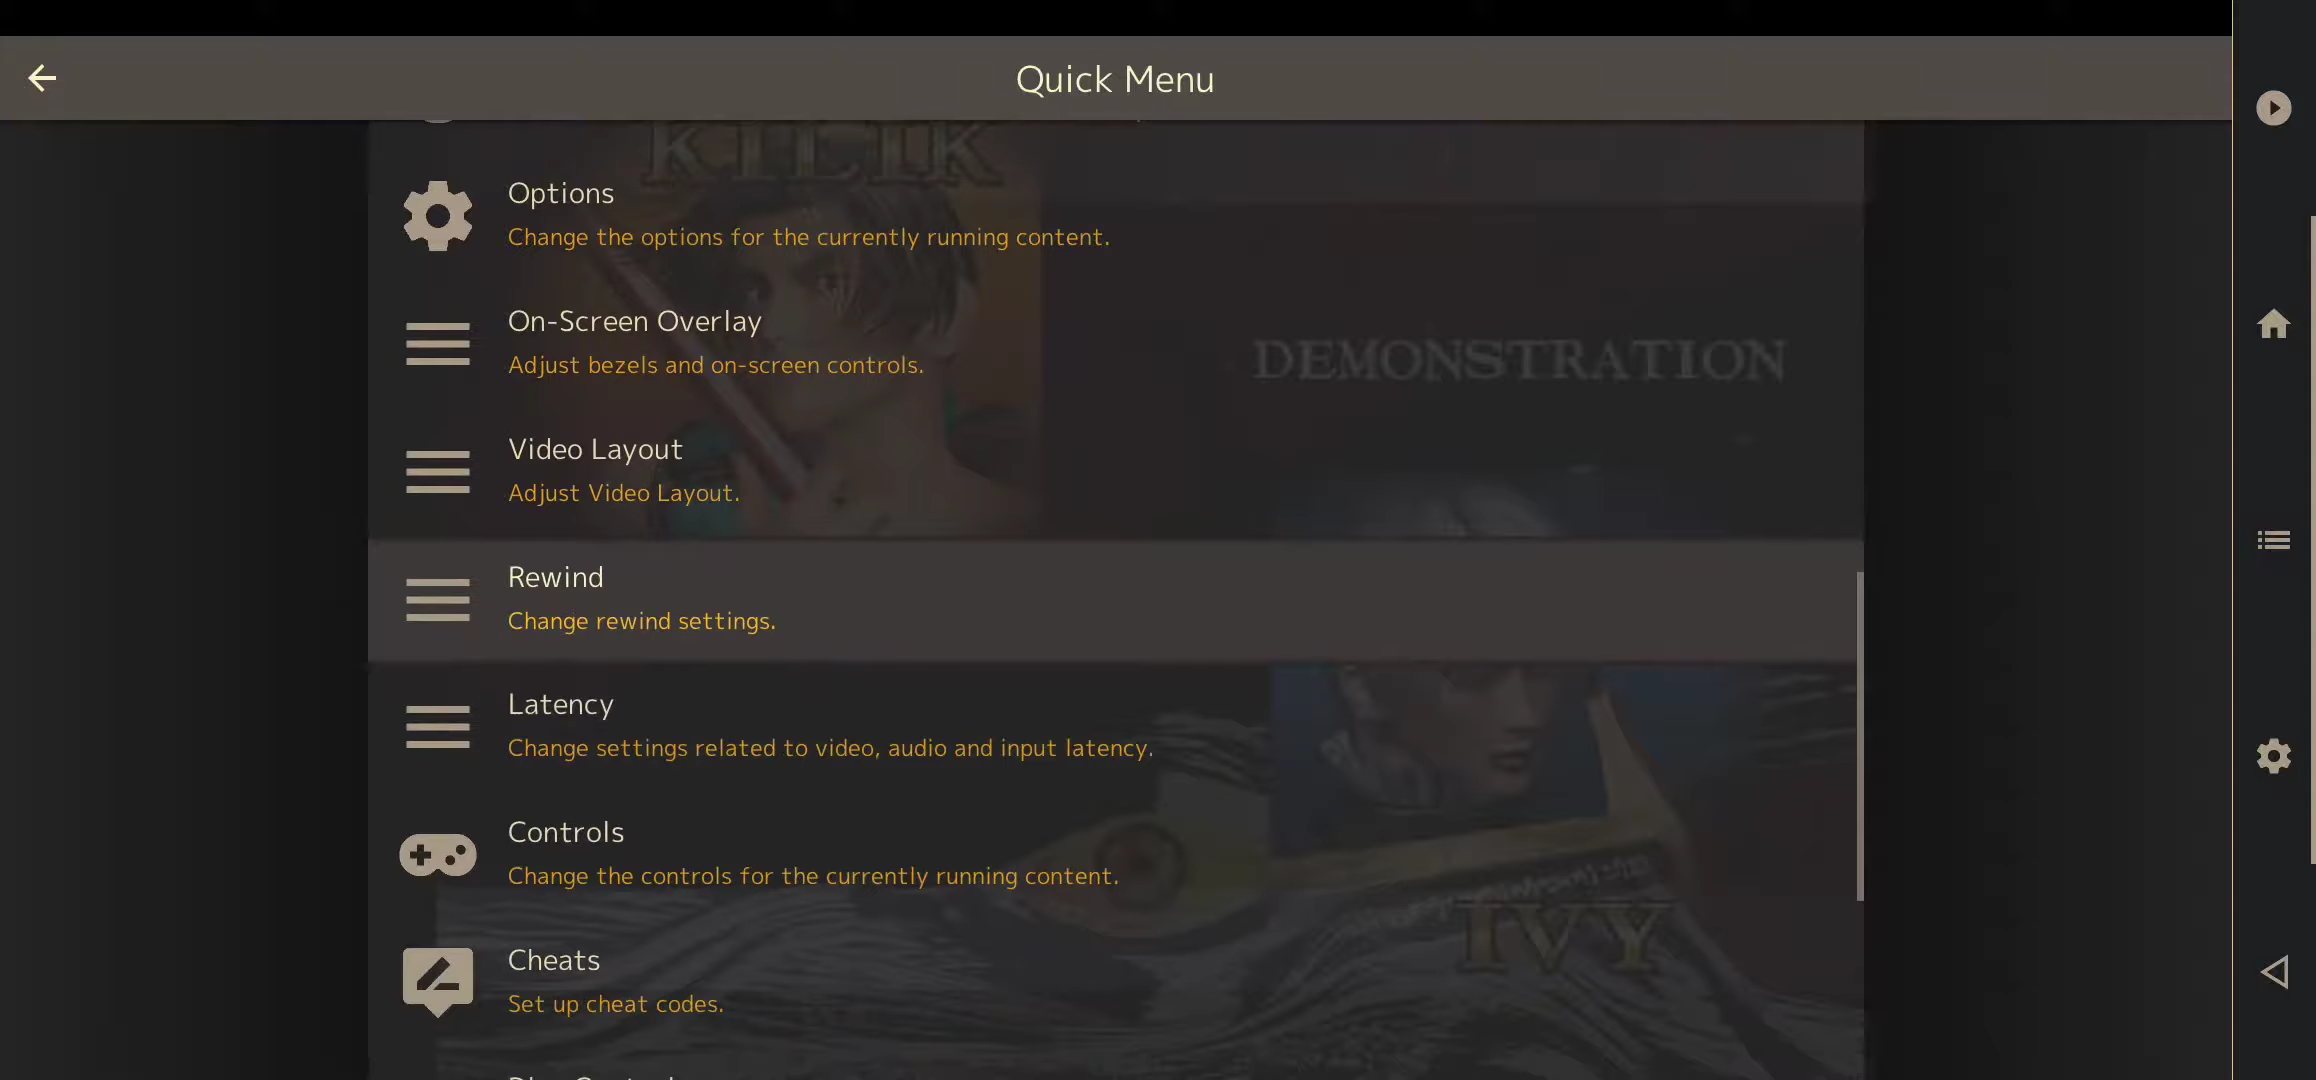 Quick Menu
KILIK
Options
Change the options for the currently running content.
On-Screen Overlay
Adjust bezels and on-screen controls.
DEMONSTRATION
Video Layout
Adjust Video Layout.
Rewind
Change rewind settings.
Latency
Change settings related to video, audio and input latency.
Controls
Change the controls for the currently running content.
IVY
Cheats
Set up cheat codes.